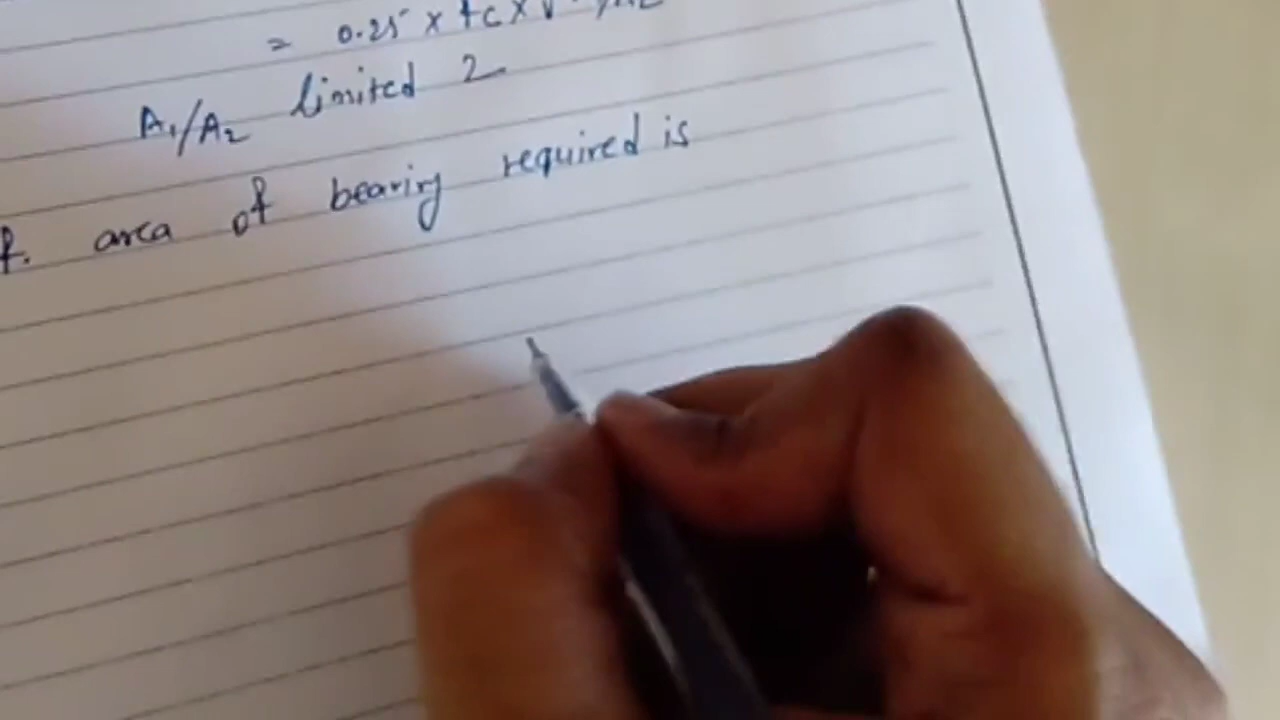 = 0.25 × fc × √
A1/A2 limited 2
f. area of bearing required is